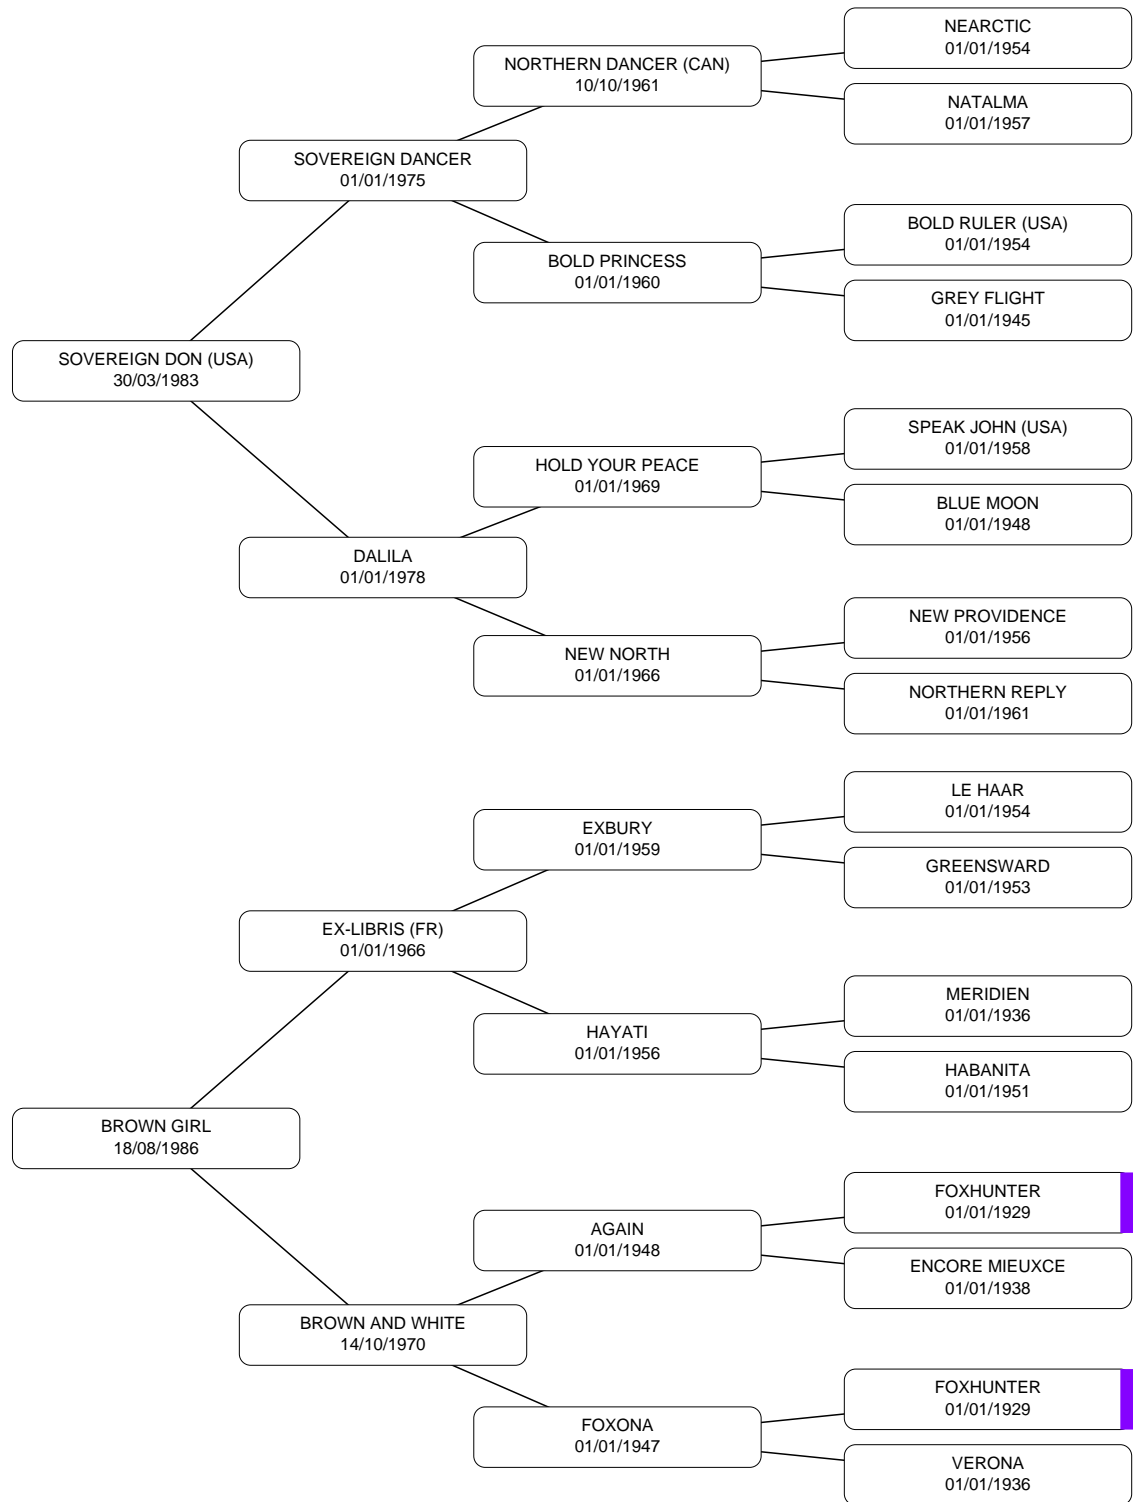 NEARCTIC
01/01/1954
NORTHERN DANCER (CAN)
10/10/1961
NATALMA
01/01/1957
SOVEREIGN DANCER
01/01/1975
BOLD RULER (USA)
01/01/1954
BOLD PRINCESS
01/01/1960
GREY FLIGHT
01/01/1945
SOVEREIGN DON (USA)
30/03/1983
SPEAK JOHN (USA)
01/01/1958
HOLD YOUR PEACE
01/01/1969
BLUE MOON
01/01/1948
DALILA
01/01/1978
NEW PROVIDENCE
01/01/1956
NEW NORTH
01/01/1966
NORTHERN REPLY
01/01/1961
LE HAAR
01/01/1954
EXBURY
01/01/1959
GREENSWARD
01/01/1953
EX-LIBRIS (FR)
01/01/1966
MERIDIEN
01/01/1936
HAYATI
01/01/1956
HABANITA
01/01/1951
BROWN GIRL
18/08/1986
FOXHUNTER
01/01/1929
AGAIN
01/01/1948
ENCORE MIEUXCE
01/01/1938
BROWN AND WHITE
14/10/1970
FOXHUNTER
01/01/1929
FOXONA
01/01/1947
VERONA
01/01/1936